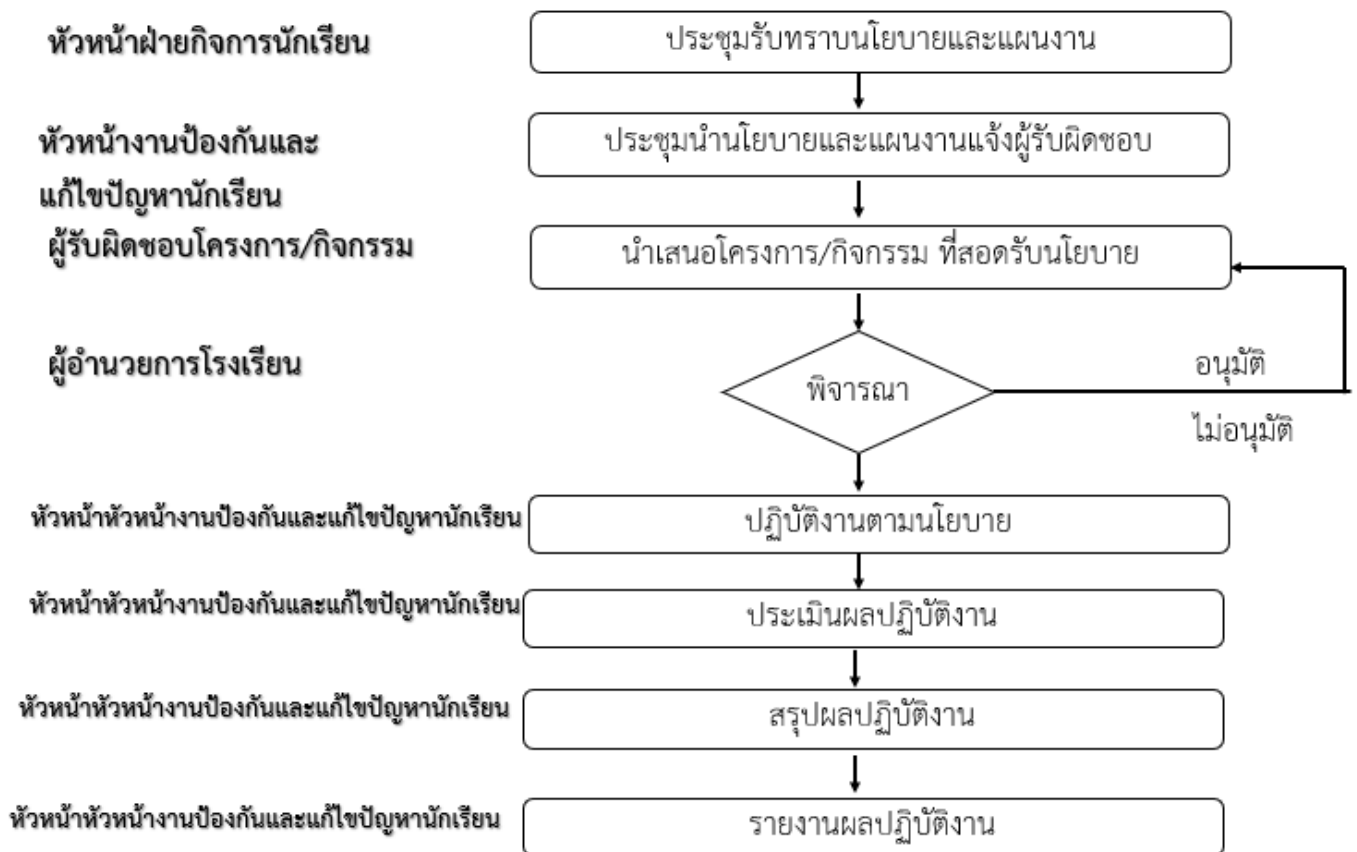 หัวหน้าฝ่ายกิจการนักเรียน
ประชุมรับทราบนโยบายและแผนงาน
หัวหน้างานป้องกันและ
แก้ไขปัญหานักเรียน
ประชุมนำนโยบายและแผนงานแจ้งผู้รับผิดชอบ
ผู้รับผิดชอบโครงการ/กิจกรรม
นำเสนอโครงการ/กิจกรรม ที่สอดรับนโยบาย
ผู้อำนวยการโรงเรียน
พิจารณา
อนุมัติ
ไม่อนุมัติ
หัวหน้าหัวหน้างานป้องกันและแก้ไขปัญหานักเรียน
ปฏิบัติงานตามนโยบาย
หัวหน้าหัวหน้างานป้องกันและแก้ไขปัญหานักเรียน
ประเมินผลปฏิบัติงาน
หัวหน้าหัวหน้างานป้องกันและแก้ไขปัญหานักเรียน
สรุปผลปฏิบัติงาน
หัวหน้าหัวหน้างานป้องกันและแก้ไขปัญหานักเรียน
รายงานผลปฏิบัติงาน